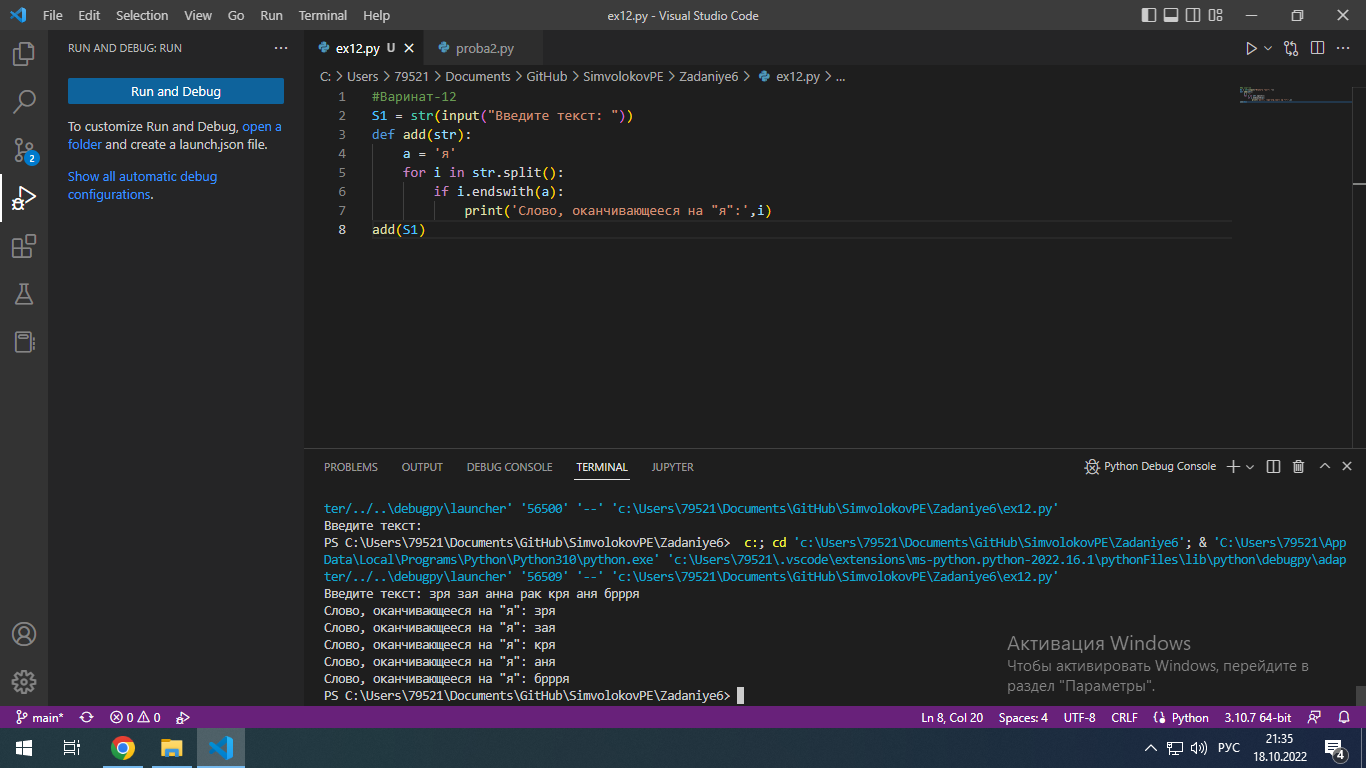 File Edit Selection View Go Run Terminal Help ex12.py - Visual Studio Code
RUN AND DEBUG: RUN
Run and Debug
To customize Run and Debug, open a
folder and create a launch.json file.
Show all automatic debug
configurations.
2
ex12.py U proba2.py
C: > Users > 79521 > Documents > GitHub > SimvolokovPE > Zadaniye6 > ex12.py > ...
1 #Варинат-12
2 S1 = str(input("Введите текст: "))
3 def add(str):
4     a = 'я'
5     for i in str.split():
6         if i.endswith(a):
7             print('Слово, оканчивающееся на "я":',i)
8 add(S1)
PROBLEMS OUTPUT DEBUG CONSOLE TERMINAL JUPYTER Python Debug Console
ter/../..\debugpy\launcher' '56500' '--' 'c:\Users\79521\Documents\GitHub\SimvolokovPE\Zadaniye6\ex12.py'
Введите текст:
PS C:\Users\79521\Documents\GitHub\SimvolokovPE\Zadaniye6>  c:; cd 'c:\Users\79521\Documents\GitHub\SimvolokovPE\Zadaniye6'; & 'C:\Users\79521\App
Data\Local\Programs\Python\Python310\python.exe' 'c:\Users\79521\.vscode\extensions\ms-python.python-2022.16.1\pythonFiles\lib\python\debugpy\adap
ter/../..\debugpy\launcher' '56509' '--' 'c:\Users\79521\Documents\GitHub\SimvolokovPE\Zadaniye6\ex12.py'
Введите текст: зря зая анна рак кря аня бррря
Слово, оканчивающееся на "я": зря
Слово, оканчивающееся на "я": зая
Слово, оканчивающееся на "я": кря
Слово, оканчивающееся на "я": аня
Слово, оканчивающееся на "я": бррря
PS C:\Users\79521\Documents\GitHub\SimvolokovPE\Zadaniye6>
Активация Windows
Чтобы активировать Windows, перейдите в
раздел "Параметры".
main* 0 0 Ln 8, Col 20 Spaces: 4 UTF-8 CRLF Python 3.10.7 64-bit
РУС 21:35
18.10.2022
4